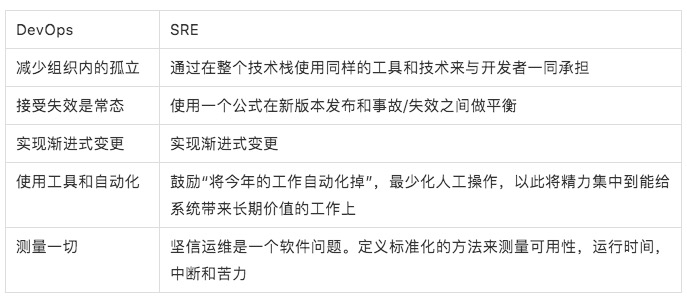 DevOps
SRE
减少组织内的孤立
通过在整个技术栈使用同样的工具和技术来与开发者一同承担
接受失效是常态
使用一个公式在新版本发布和事故/失效之间做平衡
实现渐进式变更
实现渐进式变更
使用工具和自动化
鼓励“将今年的工作自动化掉”，最少化人工操作，以此将精力集中到能给
系统带来长期价值的工作上
测量一切
坚信运维是一个软件问题。定义标准化的方法来测量可用性，运行时间，
中断和苦力